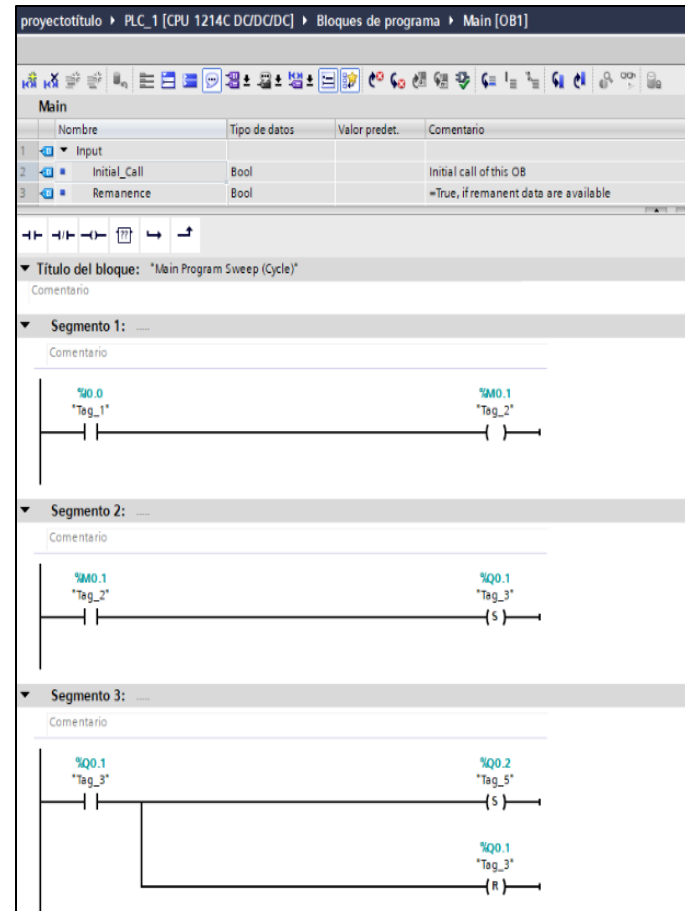 proyectotítulo ▸ PLC_1 [CPU 1214C DC/DC/DC] ▸ Bloques de programa ▸ Main [OB1]
Main
Nombre Tipo de datos Valor predet. Comentario
1 Input
2 Initial_Call Bool Initial call of this OB
3 Remanence Bool =True, if remanent data are available
??
Título del bloque: "Main Program Sweep (Cycle)"
Comentario
Segmento 1: .....
Comentario
%I0.0 %M0.1
"Tag_1" "Tag_2"
Segmento 2: .....
Comentario
%M0.1 %Q0.1
"Tag_2" "Tag_3"
S
Segmento 3: .....
Comentario
%Q0.1 %Q0.2
"Tag_3" "Tag_5"
S
%Q0.1
"Tag_3"
R